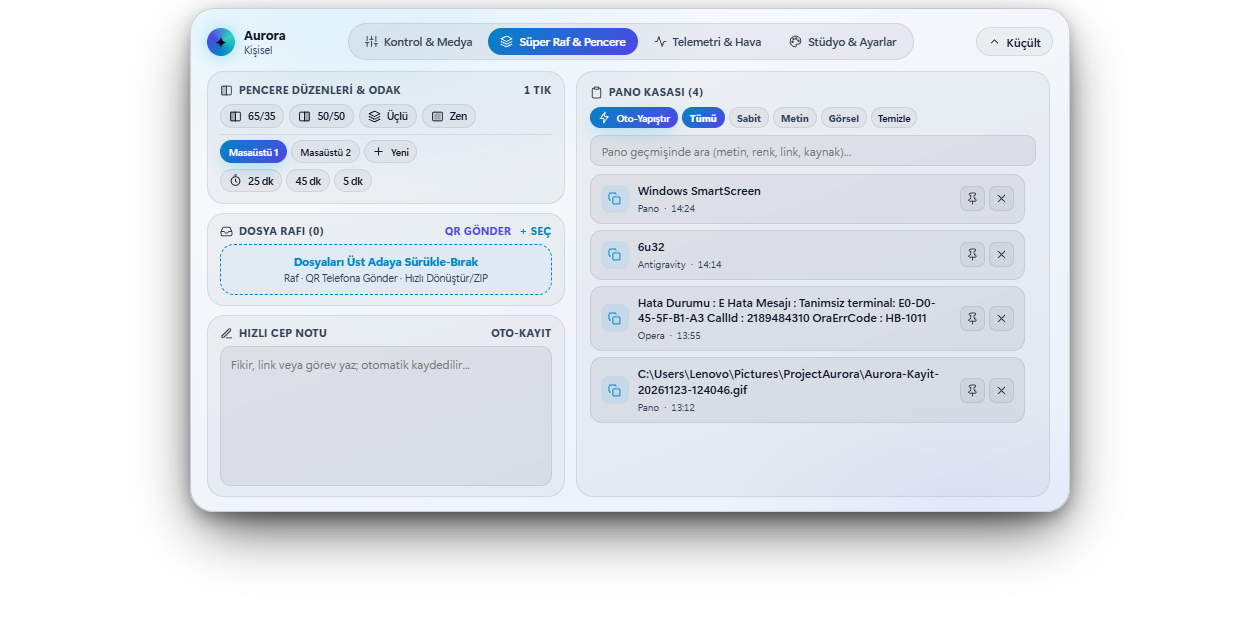 Aurora
Kişisel
Kontrol & Medya
Süper Raf & Pencere
Telemetri & Hava
Stüdyo & Ayarlar
Küçült
PENCERE DÜZENLERİ & ODAK
1 TIK
65/35
50/50
Üçlü
Zen
Masaüstü 1
Masaüstü 2
Yeni
25 dk
45 dk
5 dk
DOSYA RAFI (0)
QR GÖNDER
+ SEÇ
Dosyaları Üst Adaya Sürükle-Bırak
Raf · QR Telefona Gönder · Hızlı Dönüştür/ZIP
HIZLI CEP NOTU
OTO-KAYIT
Fikir, link veya görev yaz; otomatik kaydedilir...
PANO KASASI (4)
Oto-Yapıştır
Tümü
Sabit
Metin
Görsel
Temizle
Pano geçmişinde ara (metin, renk, link, kaynak)...
Windows SmartScreen
Pano · 14:24
6u32
Antigravity · 14:14
Hata Durumu : E Hata Mesajı : Tanimsiz terminal: E0-D0-
45-5F-B1-A3 CallId : 2189484310 OraErrCode : HB-1011
Opera · 13:55
C:\Users\Lenovo\Pictures\ProjectAurora\Aurora-Kayit-
20261123-124046.gif
Pano · 13:12